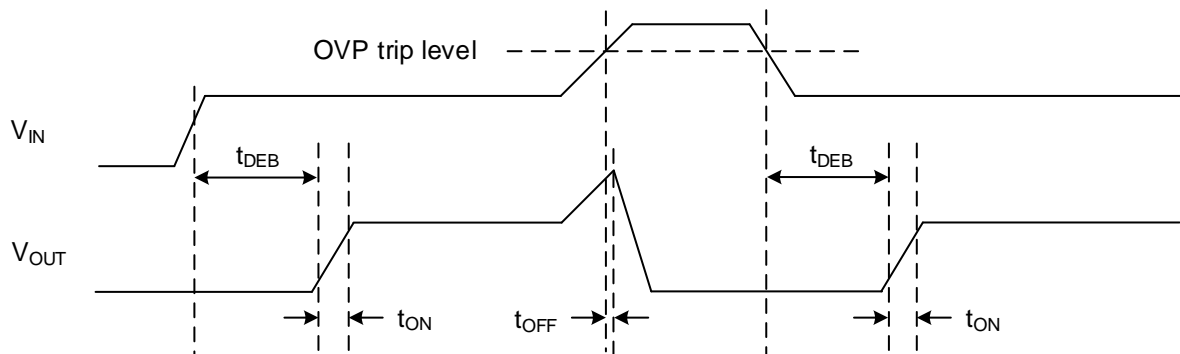 OVP trip level
VIN
tDEB
tDEB
VOUT
tON
tOFF
tON